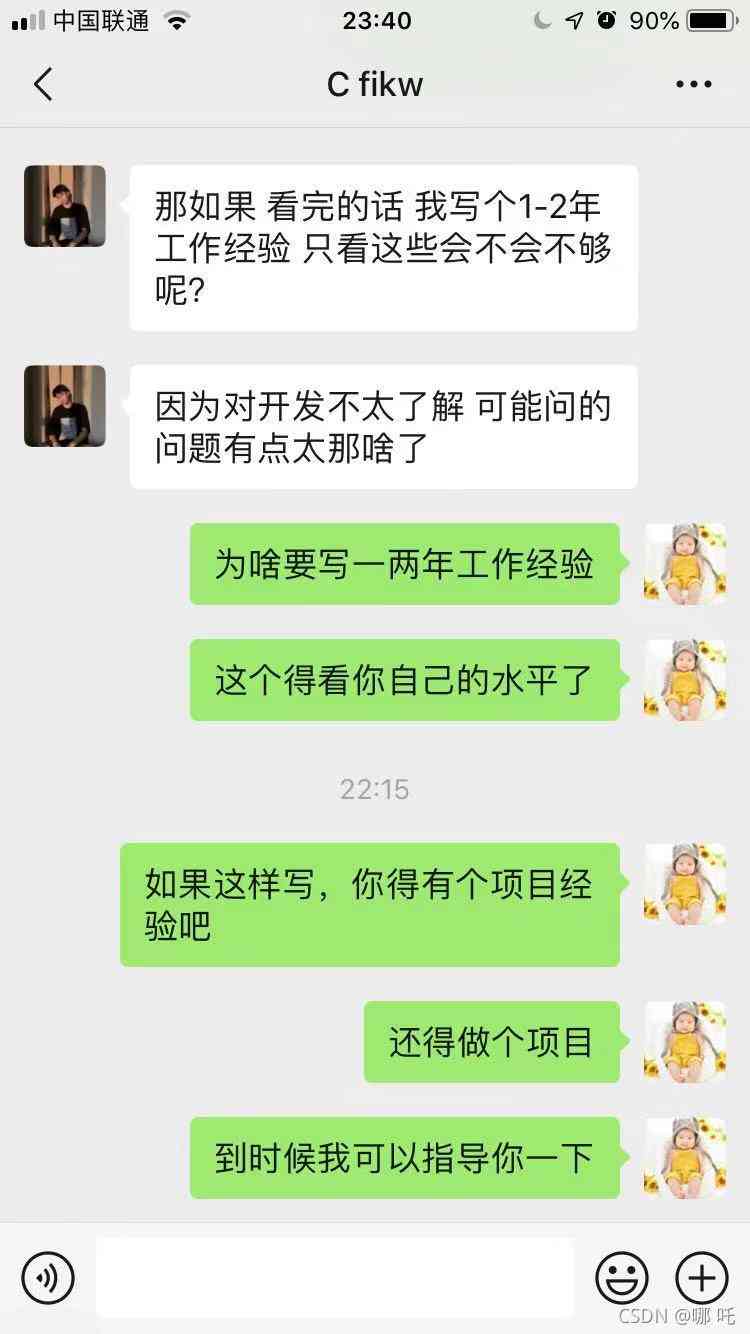 中国联通 23:40 90%
C fikw
那如果 看完的话 我写个1-2年
工作经验 只看这些会不会不够
呢?
因为对开发不太了解 可能问的
问题有点太那啥了
为啥要写一两年工作经验
这个得看你自己的水平了
22:15
如果这样写，你得有个项目经
验吧
还得做个项目
到时候我可以指导你一下
CSDN @哪 吒